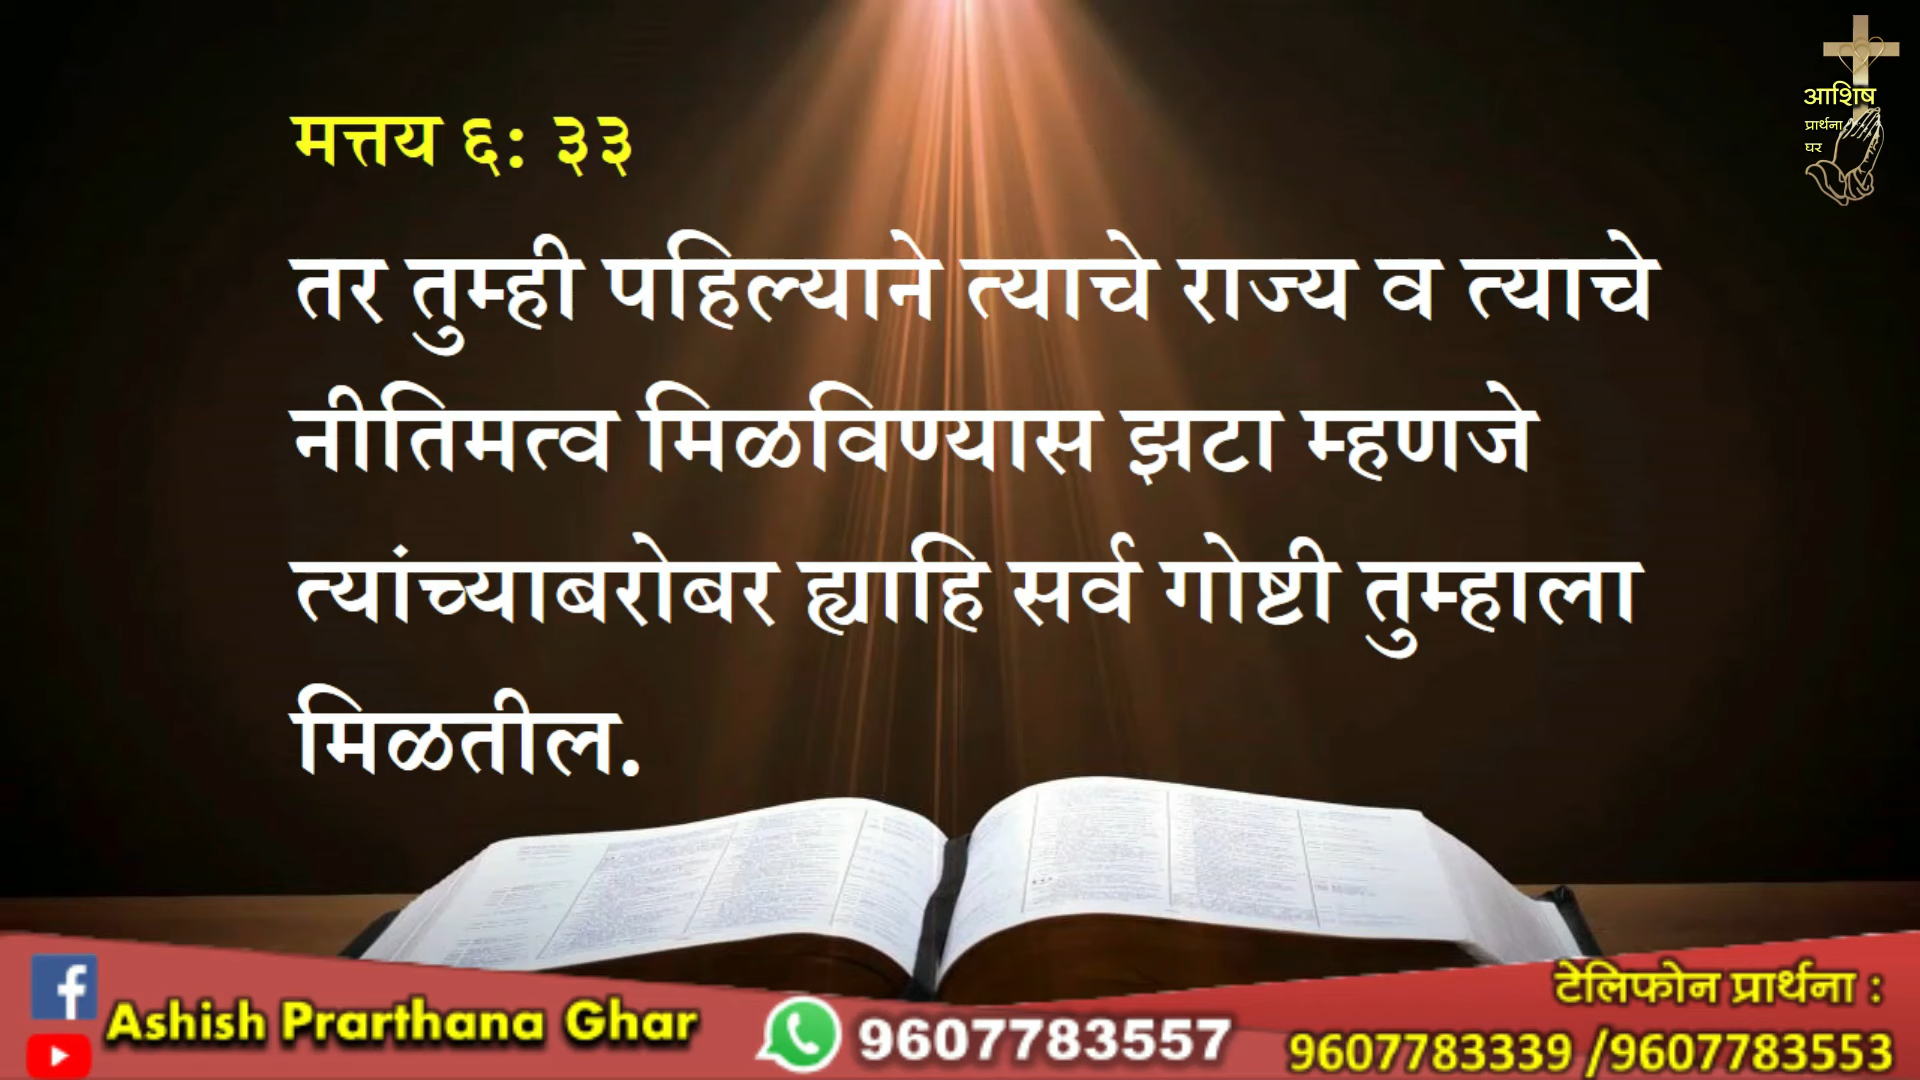 मत्तय ६: ३३
तर तुम्ही पहिल्याने त्याचे राज्य व त्याचे
नीतिमत्व मिळविण्यास झटा म्हणजे
त्यांच्याबरोबर ह्याहि सर्व गोष्टी तुम्हाला
मिळतील.
आशिष
प्रार्थना
घर
Ashish Prarthana Ghar
9607783557
टेलिफोन प्रार्थना :
9607783339 /9607783553